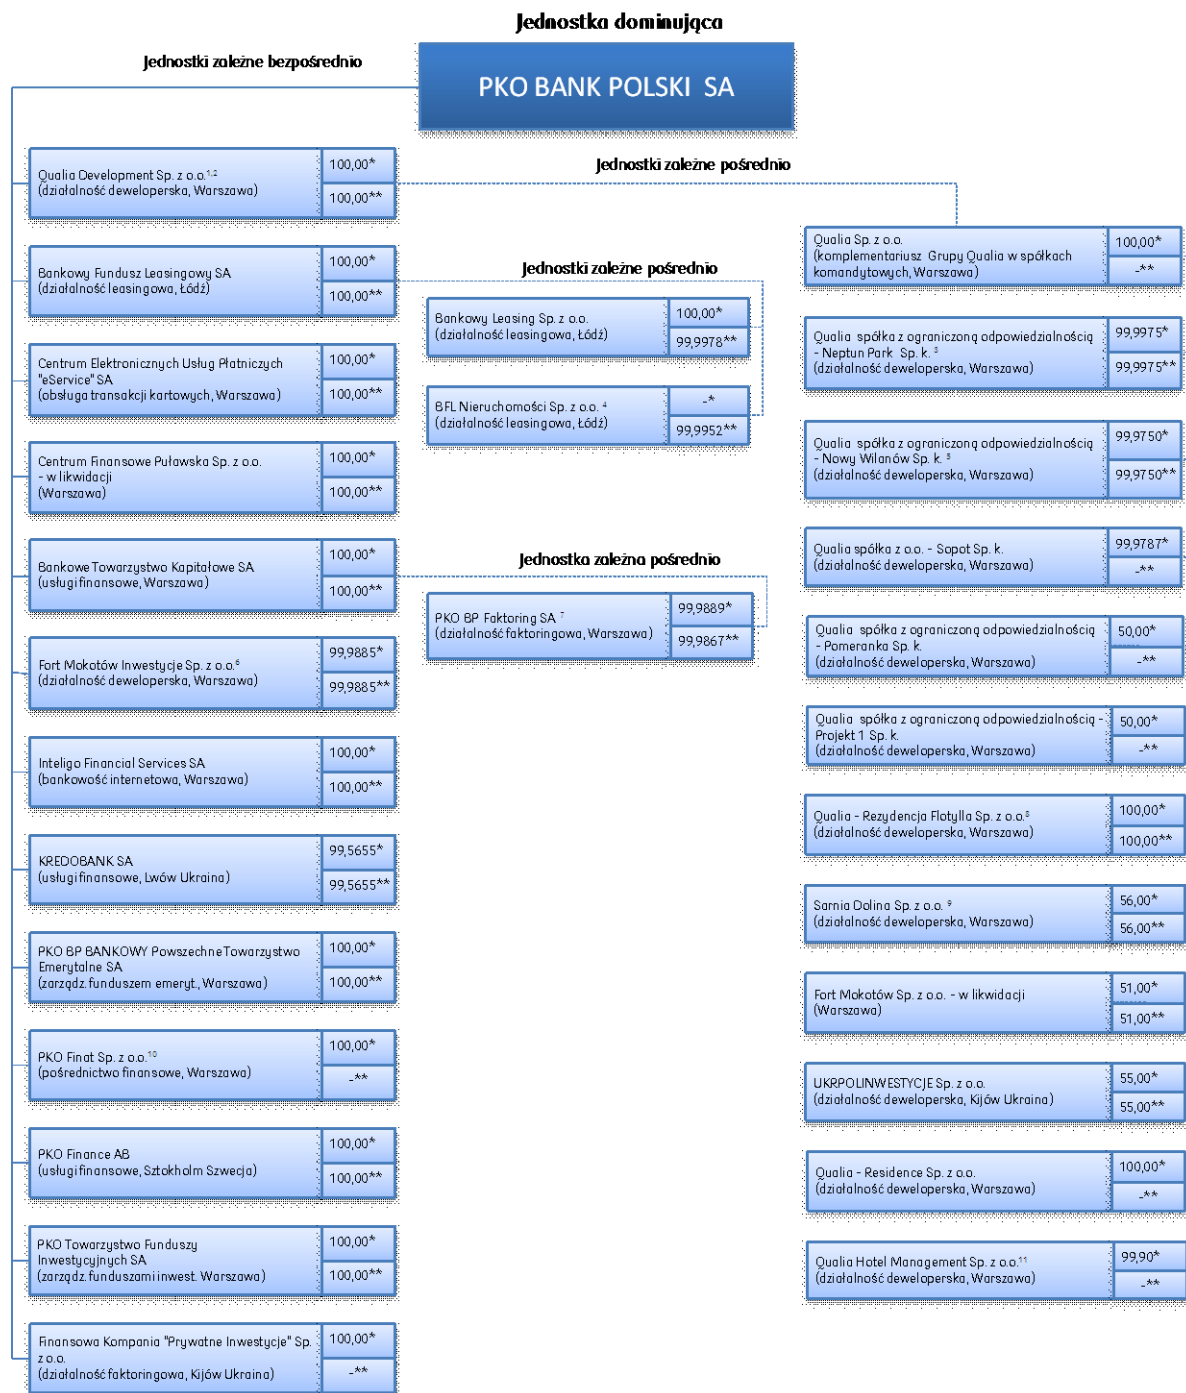 Jednostka dominująca
Jednostki zależne bezpośrednio
PKO BANK POLSKI SA
Qualia Development Sp. z o.o.¹,²
(działalność deweloperska, Warszawa)
100,00*
100,00**
Bankowy Fundusz Leasingowy SA
(działalność leasingowa, Łódź)
100,00*
100,00**
Centrum Elektronicznych Usług Płatniczych
"eService" SA
(obsługa transakcji kartowych, Warszawa)
100,00*
100,00**
Centrum Finansowe Puławska Sp. z o.o.
- w likwidacji
(Warszawa)
100,00*
100,00**
Bankowe Towarzystwo Kapitałowe SA
(usługi finansowe, Warszawa)
100,00*
100,00**
Fort Mokotów Inwestycje Sp. z o.o.⁶
(działalność deweloperska, Warszawa)
99,9885*
99,9885**
Inteligo Financial Services SA
(bankowość internetowa, Warszawa)
100,00*
100,00**
KREDOBANK SA
(usługi finansowe, Lwów Ukraina)
99,5655*
99,5655**
PKO BP BANKOWY Powszechne Towarzystwo
Emerytalne SA
(zarządz. funduszem emeryt., Warszawa)
100,00*
100,00**
PKO Finat Sp. z o.o.¹⁰
(pośrednictwo finansowe, Warszawa)
100,00*
-**
PKO Finance AB
(usługi finansowe, Sztokholm Szwecja)
100,00*
100,00**
PKO Towarzystwo Funduszy
Inwestycyjnych SA
(zarządz. funduszami inwest. Warszawa)
100,00*
100,00**
Finansowa Kompania "Prywatne Inwestycje" Sp.
z o.o.
(działalność faktoringowa, Kijów Ukraina)
100,00*
-**
Jednostki zależne pośrednio
Bankowy Leasing Sp. z o.o.
(działalność leasingowa, Łódź)
100,00*
99,9978**
BFL Nieruchomości Sp. z o.o. ⁴
(działalność leasingowa, Łódź)
-*
99,9952**
Jednostka zależna pośrednio
PKO BP Faktoring SA ⁷
(działalność faktoringowa, Warszawa)
99,9889*
99,9867**
Jednostki zależne pośrednio
Qualia Sp. z o.o.
(komplementariusz Grupy Qualia w spółkach
komandytowych, Warszawa)
100,00*
-**
Qualia spółka z ograniczoną odpowiedzialnością
- Neptun Park Sp. k. ³
(działalność deweloperska, Warszawa)
99,9975*
99,9975**
Qualia spółka z ograniczoną odpowiedzialnością
- Nowy Wilanów Sp. k. ⁵
(działalność deweloperska, Warszawa)
99,9750*
99,9750**
Qualia spółka z o.o. - Sopot Sp. k.
(działalność deweloperska, Warszawa)
99,9787*
-**
Qualia spółka z ograniczoną odpowiedzialnością
- Pomeranka Sp. k.
(działalność deweloperska, Warszawa)
50,00*
-**
Qualia spółka z ograniczoną odpowiedzialnością -
Projekt 1 Sp. k.
(działalność deweloperska, Warszawa)
50,00*
-**
Qualia - Rezydencja Flotylla Sp. z o.o.⁸
(działalność deweloperska, Warszawa)
100,00*
100,00**
Sarnia Dolina Sp. z o.o. ⁹
(działalność deweloperska, Warszawa)
56,00*
56,00**
Fort Mokotów Sp. z o.o. - w likwidacji
(Warszawa)
51,00*
51,00**
UKRPOLINWESTYCJE Sp. z o.o.
(działalność deweloperska, Kijów Ukraina)
55,00*
55,00**
Qualia - Residence Sp. z o.o.
(działalność deweloperska, Warszawa)
100,00*
-**
Qualia Hotel Management Sp. z o.o.¹¹
(działalność deweloperska, Warszawa)
99,90*
-**